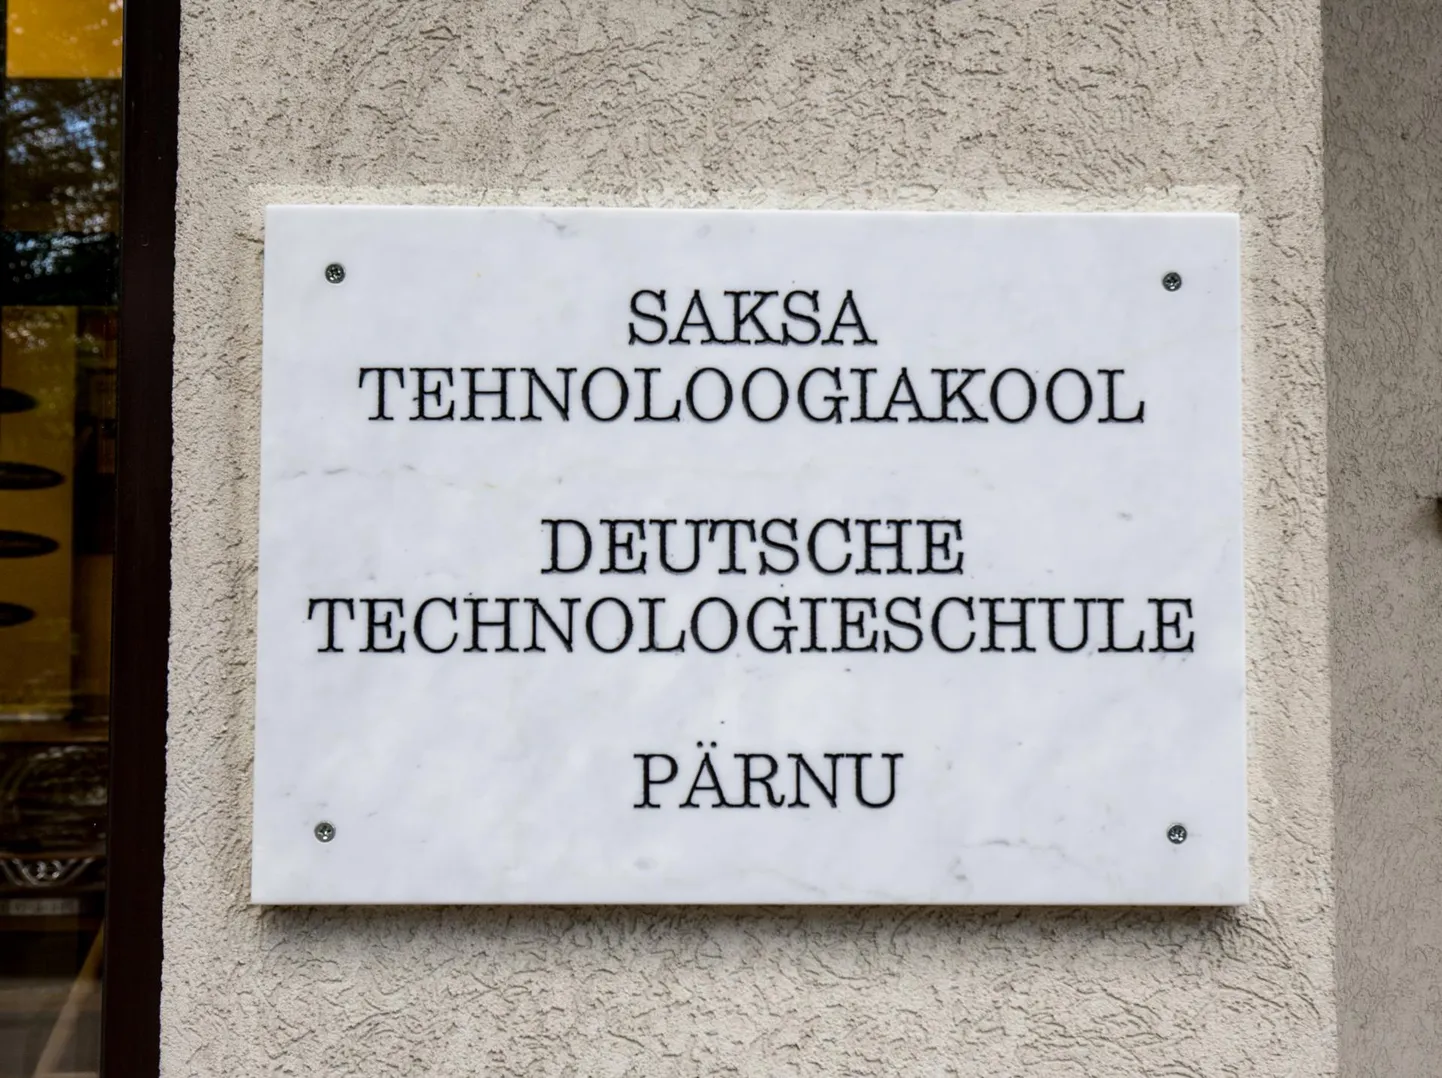 SAKSA
TEHNOLOOGIAKOOL
DEUTSCHE
TECHNOLOGIESCHULE
PÄRNU